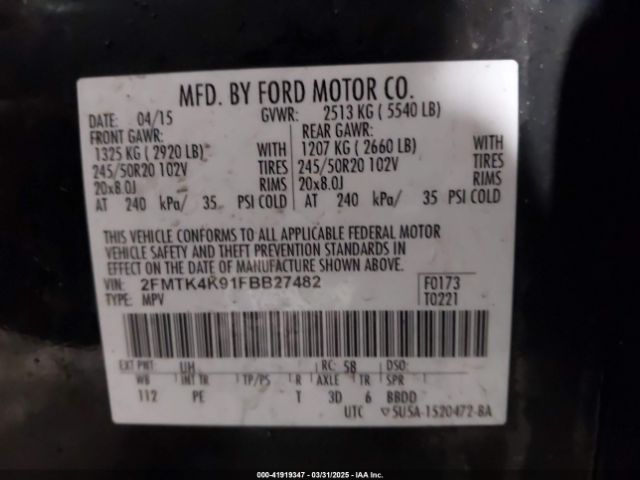 MFD. BY FORD MOTOR CO.
DATE: 04/15 GVWR: 2513 KG ( 5540 LB)
FRONT GAWR: REAR GAWR:
1325 KG ( 2920 LB) WITH 1207 KG ( 2660 LB) WITH
245/50R20 102V TIRES 245/50R20 102V TIRES
20x8.0J RIMS 20x8.0J RIMS
AT 240 kPa/ 35 PSI COLD AT 240 kPa/ 35 PSI COLD
THIS VEHICLE CONFORMS TO ALL APPLICABLE FEDERAL MOTOR
VEHICLE SAFETY AND THEFT PREVENTION STANDARDS IN
EFFECT ON THE DATE OF MANUFACTURE SHOWN ABOVE.
VIN: 2FMTK4K91FBB27482 F0173
TYPE: MPV T0221
EXT PNT: UH RC: 58 DSO:
WB INT TR TP/PS R AXLE TR SPR
112 PE T 3D 6 BBDD
UTC ▽5U5A-1520472-BA
000-41919347 - 03/31/2025 - IAA Inc.